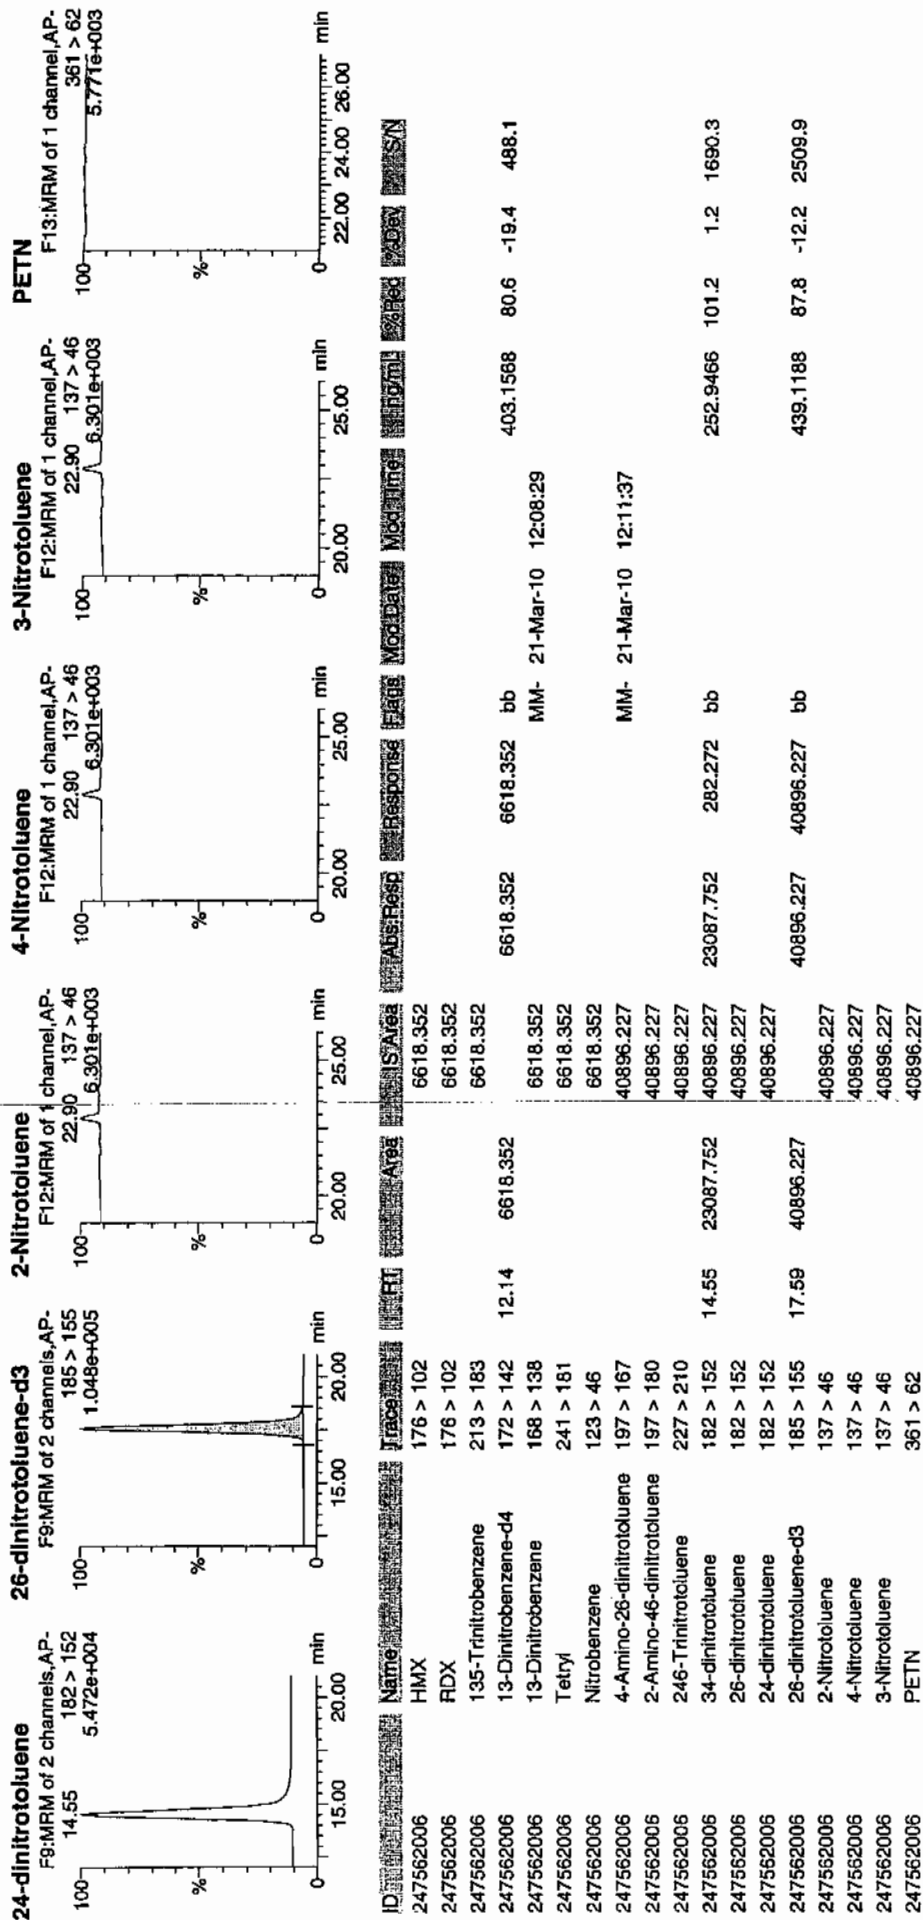 24-dinitrotoluene
F9:MRM of 2 channels,AP-
14.55 182 > 152
5.472e+004
100
%
0
15.00 20.00 min
26-dinitrotoluene-d3
F9:MRM of 2 channels,AP-
185 > 155
1.048e+005
100
%
0
15.00 20.00 min
2-Nitrotoluene
F12:MRM of 1 channel,AP-
22.90 137 > 46
6.301e+003
100
%
0
20.00 25.00 min
4-Nitrotoluene
F12:MRM of 1 channel,AP-
22.90 137 > 46
6.301e+003
100
%
0
20.00 25.00 min
3-Nitrotoluene
F12:MRM of 1 channel,AP-
22.90 137 > 46
6.301e+003
100
%
0
20.00 25.00 min
PETN
F13:MRM of 1 channel,AP-
361 > 62
5.771e+003
100
%
0
22.00 24.00 26.00 min
ID Name Trace RT Area IS Area Abs.Resp Response Flags Mod.Date Mod.Time ng/mL %Rec %Dev S/N
247562006 HMX 176 > 102 6618.352
247562006 RDX 176 > 102 6618.352
247562006 135-Trinitrobenzene 213 > 183 6618.352
247562006 13-Dinitrobenzene-d4 172 > 142 12.14 6618.352 6618.352 6618.352 bb 403.1568 80.6 -19.4 488.1
247562006 13-Dinitrobenzene 168 > 138 6618.352 MM- 21-Mar-10 12:08:29
247562006 Tetryl 241 > 181 6618.352
247562006 Nitrobenzene 123 > 46 6618.352
247562006 4-Amino-26-dinitrotoluene 197 > 167 40896.227 MM- 21-Mar-10 12:11:37
247562006 2-Amino-46-dinitrotoluene 197 > 180 40896.227
247562006 246-Trinitrotoluene 227 > 210 40896.227
247562006 34-dinitrotoluene 182 > 152 14.55 23087.752 40896.227 23087.752 282.272 bb 252.9466 101.2 1.2 1690.3
247562006 26-dinitrotoluene 182 > 152 40896.227
247562006 24-dinitrotoluene 182 > 152 40896.227
247562006 26-dinitrotoluene-d3 185 > 155 17.59 40896.227 40896.227 40896.227 bb 439.1188 87.8 -12.2 2509.9
247562006 2-Nitrotoluene 137 > 46 40896.227
247562006 4-Nitrotoluene 137 > 46 40896.227
247562006 3-Nitrotoluene 137 > 46 40896.227
247562006 PETN 361 > 62 40896.227